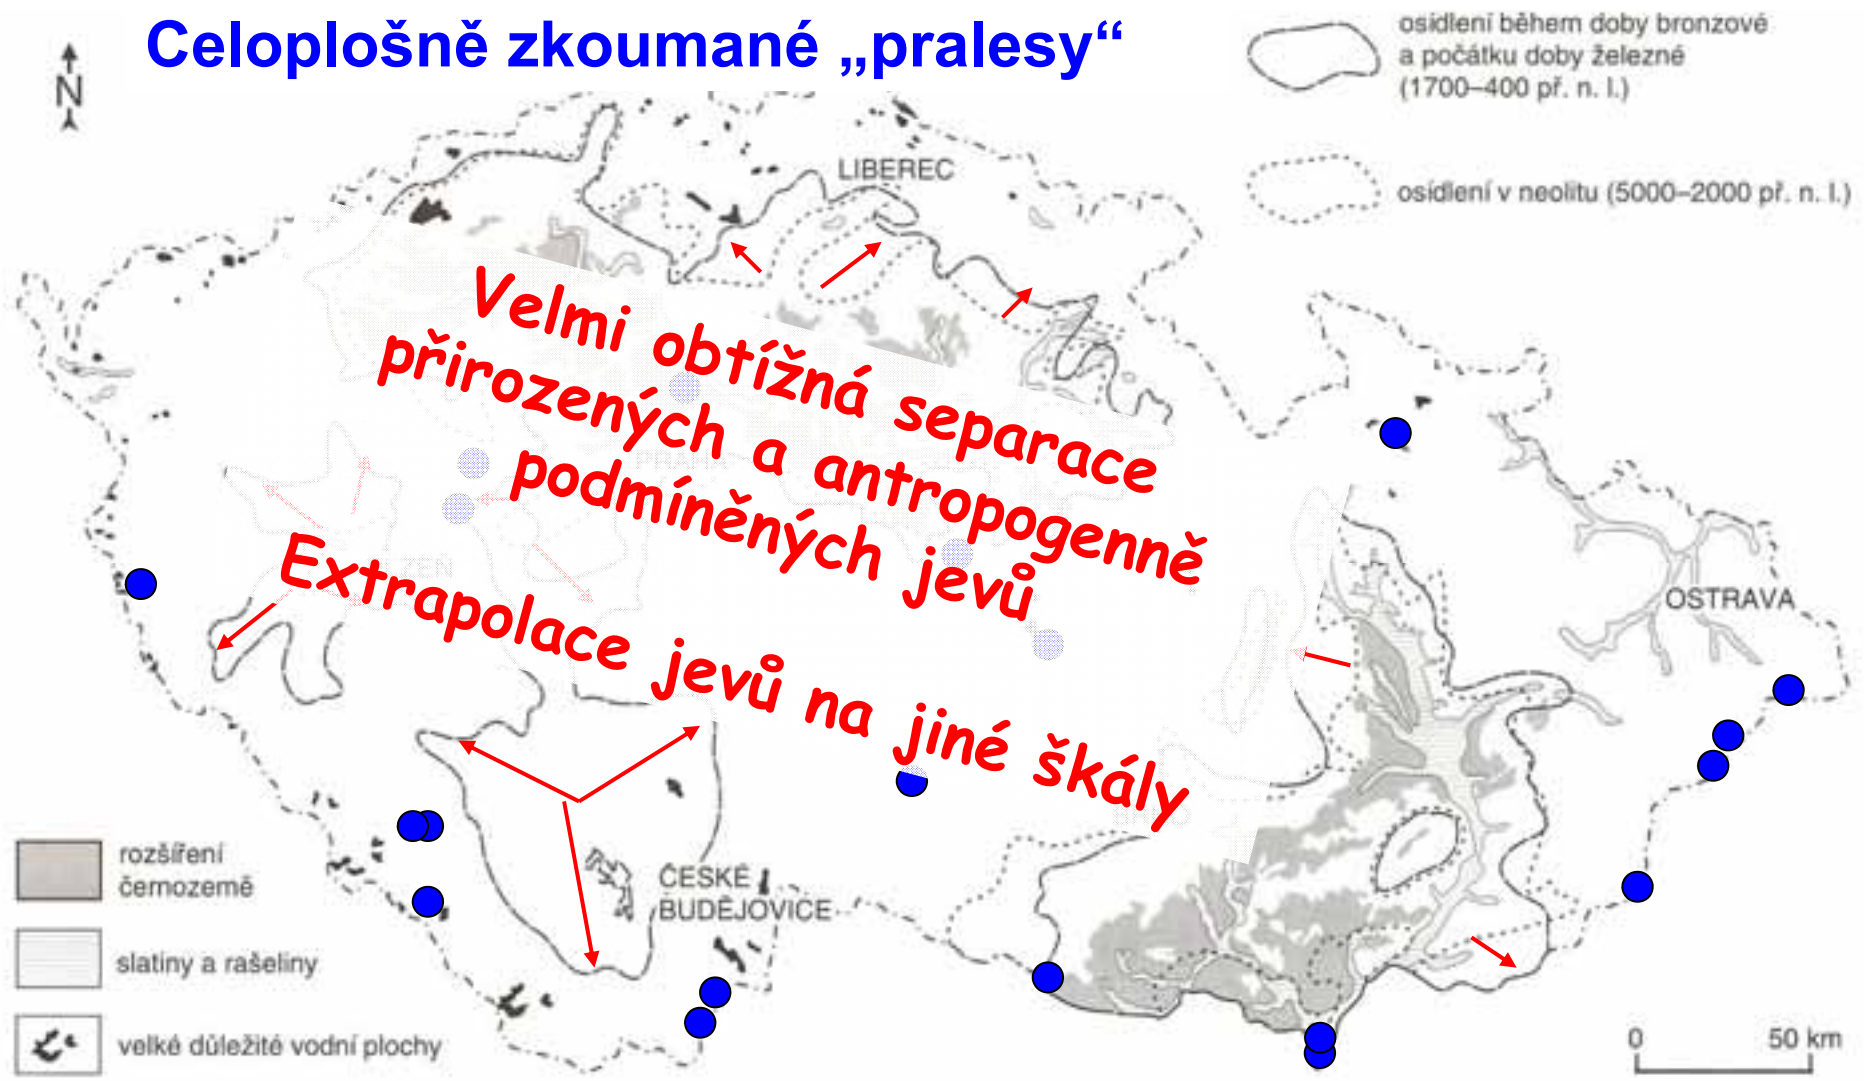 Celoplošně zkoumané „pralesy“
osídlení během doby bronzové
a počátku doby železné
(1700–400 př. n. l.)
N
LIBEREC
osídlení v neolitu (5000–2000 př. n. l.)
Velmi obtížná separace
přirozených a antropogenně
podmíněných jevů
PRAHA
Extrapolace jevů na jiné škály
OSTRAVA
rozšíření
černozemě
ČESKÉ
BUDĚJOVICE
slatiny a rašeliny
velké důležité vodní plochy
0 50 km